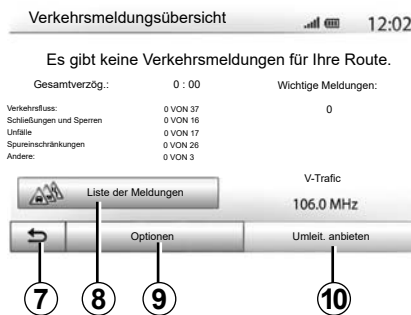 Verkehrsmeldungsübersicht 12:02
Es gibt keine Verkehrsmeldungen für Ihre Route.
Gesamtverzög.: 0 : 00 Wichtige Meldungen:
0
Verkehrsfluss: 0 VON 37
Schließungen und Sperren 0 VON 16
Unfälle 0 VON 17
Spureinschränkungen 0 VON 26
Andere: 0 VON 3
Liste der Meldungen
V-Trafic
106.0 MHz
Optionen Umleit. anbieten
7 8 9 10